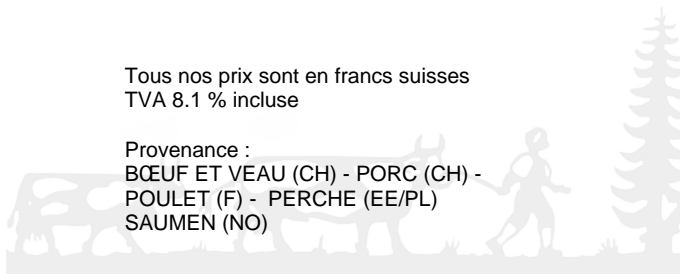 Tous nos prix sont en francs suisses
TVA 8.1 % incluse
Provenance :
BŒUF ET VEAU (CH) - PORC (CH) -
POULET (F) - PERCHE (EE/PL)
SAUMEN (NO)